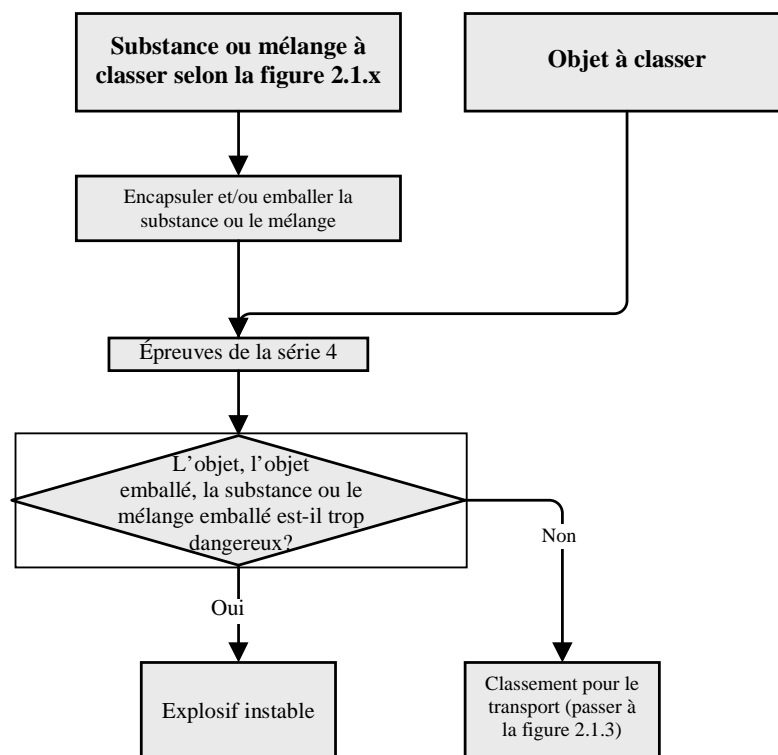 Substance ou mélange à
classer selon la figure 2.1.x
Objet à classer
Encapsuler et/ou emballer la
substance ou le mélange
Épreuves de la série 4
L’objet, l’objet
emballé, la substance ou le
mélange emballé est-il trop
dangereux?
Non
Oui
Explosif instable
Classement pour le
transport (passer à
la figure 2.1.3)